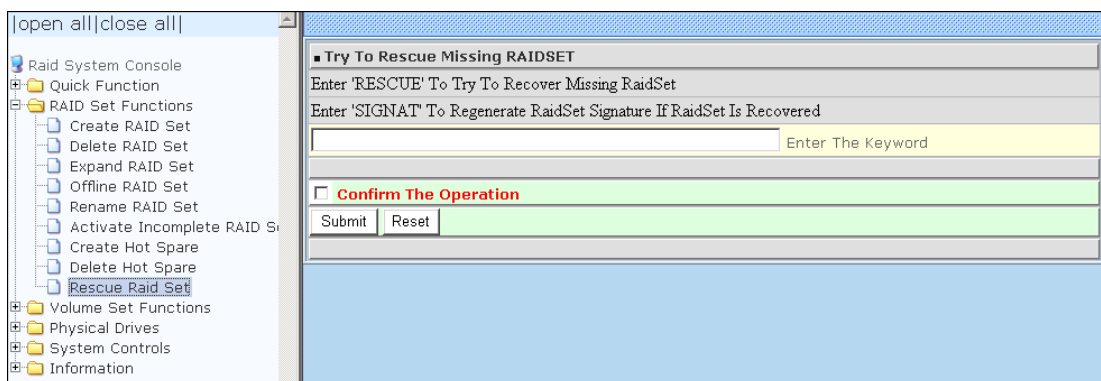 |open all|close all|
Raid System Console
Quick Function
RAID Set Functions
Create RAID Set
Delete RAID Set
Expand RAID Set
Offline RAID Set
Rename RAID Set
Activate Incomplete RAID
Create Hot Spare
Delete Hot Spare
Rescue Raid Set
Volume Set Functions
Physical Drives
System Controls
Information
Try To Rescue Missing RAIDSET
Enter 'RESCUE' To Try To Recover Missing RaidSet
Enter 'SIGNAT' To Regenerate RaidSet Signature If RaidSet Is Recovered
Enter The Keyword
Confirm The Operation
Submit Reset